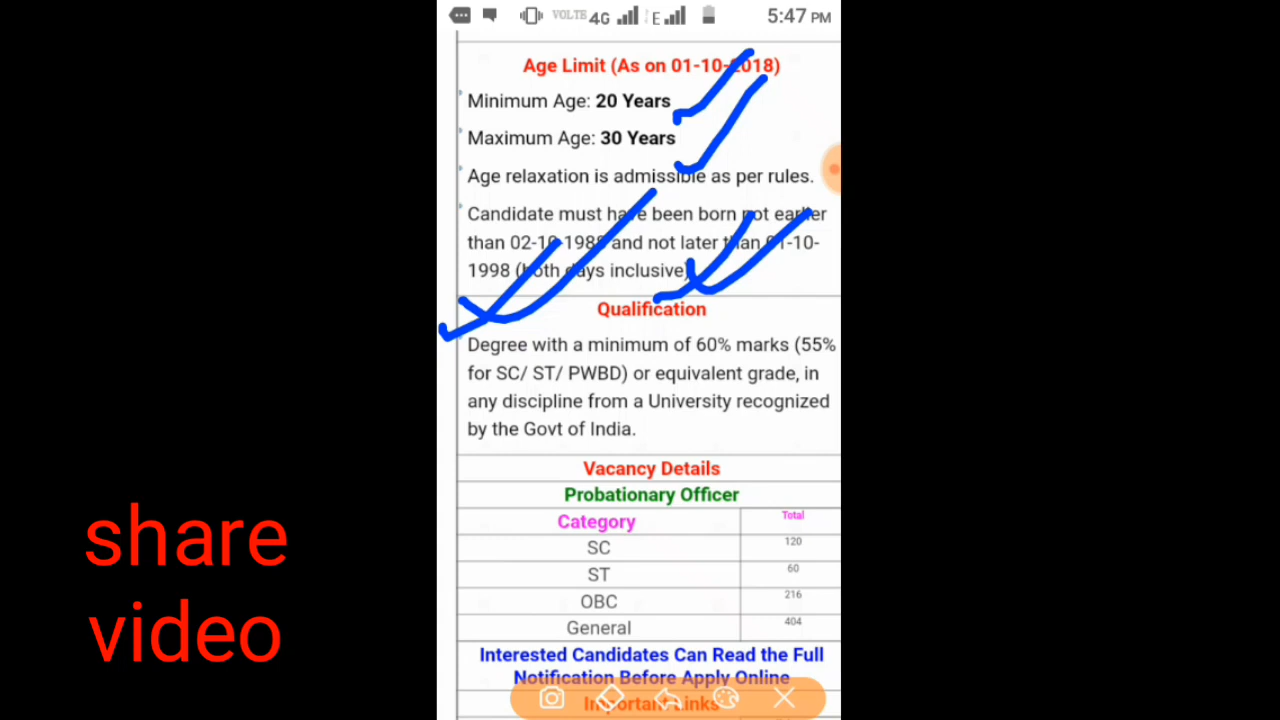 VOLTE 4G E 5:47 PM
Age Limit (As on 01-10-2018)
Minimum Age: 20 Years
Maximum Age: 30 Years
Age relaxation is admissible as per rules.
Candidate must have been born not earlier
than 02-10-1988 and not later than 01-10-
1998 (both days inclusive)
Qualification
Degree with a minimum of 60% marks (55%
for SC/ ST/ PWBD) or equivalent grade, in
any discipline from a University recognized
by the Govt of India.
Vacancy Details
Probationary Officer
Category Total
SC 120
ST 60
OBC 216
General 404
Interested Candidates Can Read the Full
Notification Before Apply Online
Important Links
share
video